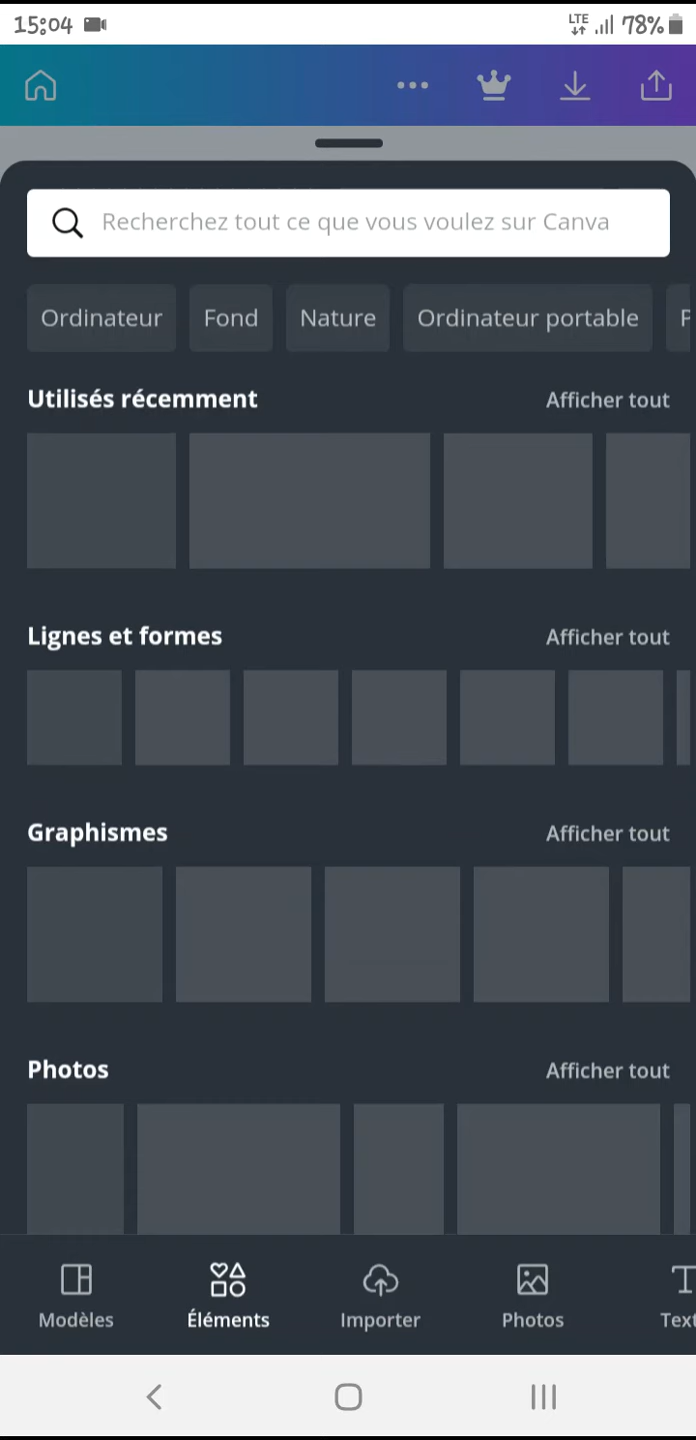 15:04 LTE 78%
Recherchez tout ce que vous voulez sur Canva
Ordinateur Fond Nature Ordinateur portable
Utilisés récemment Afficher tout
Lignes et formes Afficher tout
Graphismes Afficher tout
Photos Afficher tout
Modèles Éléments Importer Photos